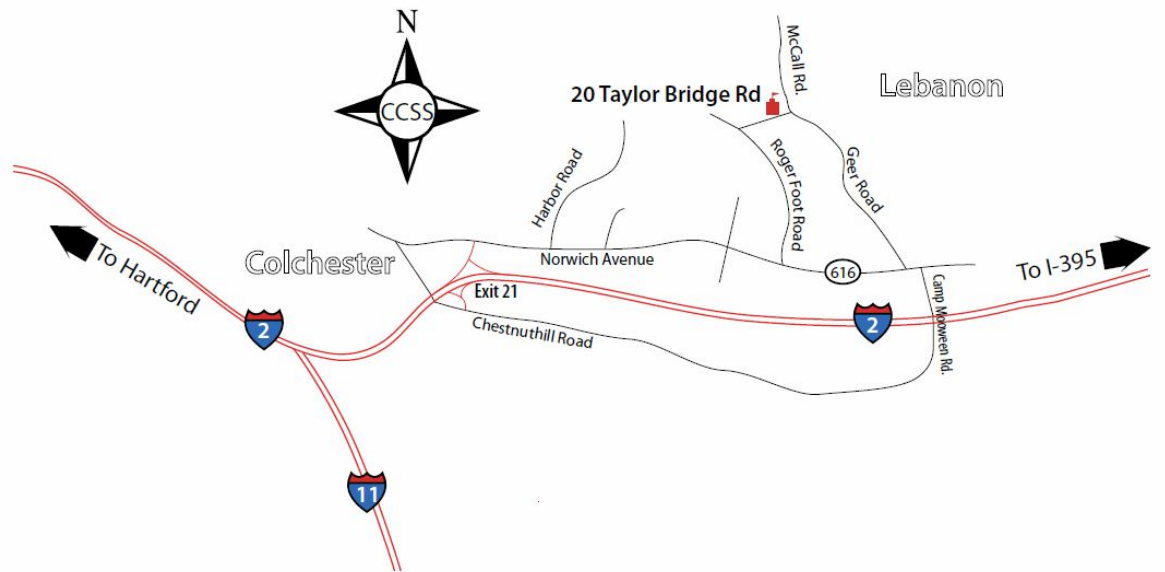 N
McCall Rd.
Lebanon
20 Taylor Bridge Rd
CCSS
Harbor Road
Roger Foot Road
Geer Road
To Hartford
Colchester
Norwich Avenue
616
To I-395
Exit 21
Camp Mooween Rd.
2
Chestnuthill Road
2
11